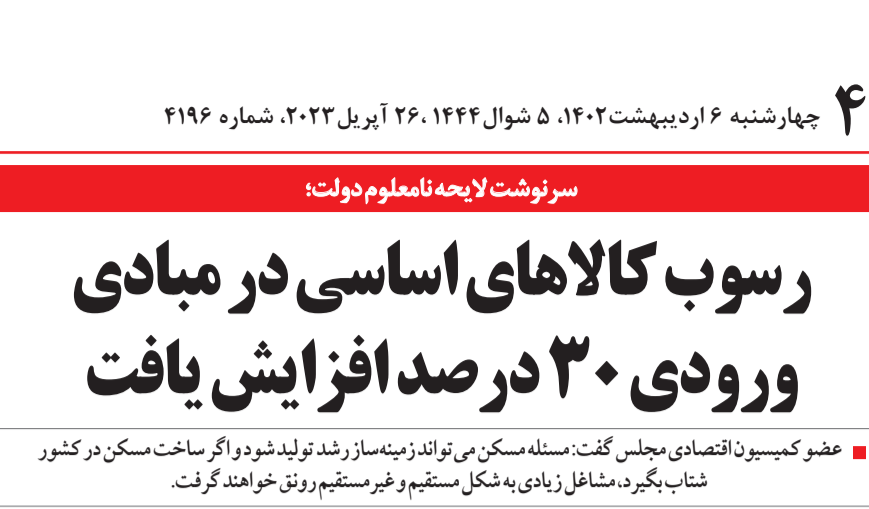 ۴
چهارشنبه ۶ اردیبهشت ۱۴۰۲، ۵ شوال ۱۴۴۴، ۲۶ آپریل ۲۰۲۳، شماره ۴۱۹۶
سرنوشت لایحه نامعلوم دولت؛
رسوب کالاهای اساسی در مبادی
ورودی ۳۰ درصد افزایش یافت
عضو کمیسیون اقتصادی مجلس گفت: مسئله مسکن می‌تواند زمینه‌ساز رشد تولید شود و اگر ساخت مسکن در کشور
شتاب بگیرد، مشاغل زیادی به شکل مستقیم و غیرمستقیم رونق خواهند گرفت.